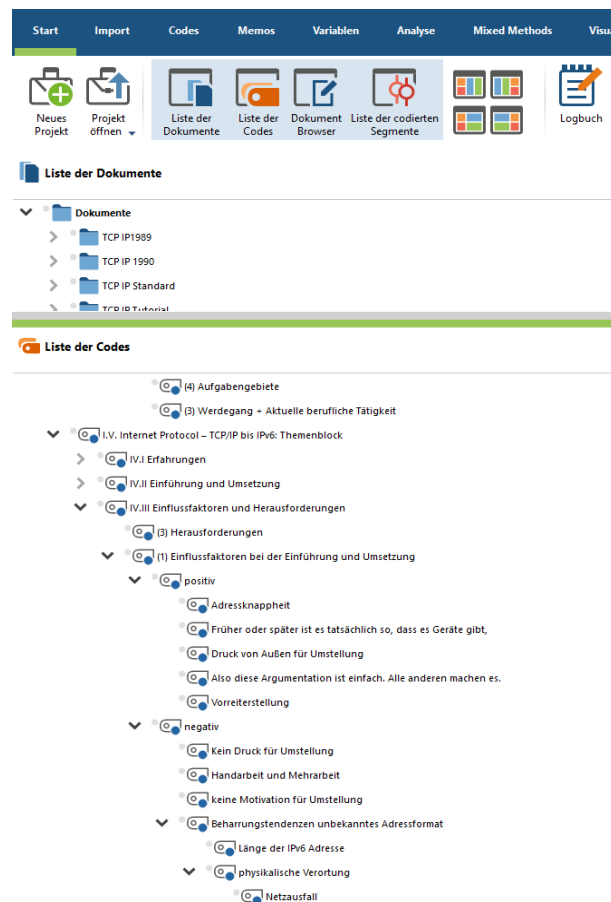 Start Import Codes Memos Variablen Analyse Mixed Methods Visua
Neues Projekt öffnen Liste der Liste der Dokument Liste der codierten Logbuch
Projekt Dokumente Codes Browser Segmente
Liste der Dokumente
Dokumente
TCP IP1989
TCP IP 1990
TCP IP Standard
TCP IP Tutorial
Liste der Codes
(4) Aufgabengebiete
(3) Werdegang + Aktuelle berufliche Tätigkeit
I.V. Internet Protocol – TCP/IP bis IPv6: Themenblock
IV.I Erfahrungen
IV.II Einführung und Umsetzung
IV.III Einflussfaktoren und Herausforderungen
(3) Herausforderungen
(1) Einflussfaktoren bei der Einführung und Umsetzung
positiv
Adressknappheit
Früher oder später ist es tatsächlich so, dass es Geräte gibt,
Druck von Außen für Umstellung
Also diese Argumentation ist einfach. Alle anderen machen es.
Vorreiterstellung
negativ
Kein Druck für Umstellung
Handarbeit und Mehrarbeit
keine Motivation für Umstellung
Beharrungstendenzen unbekanntes Adressformat
Länge der IPv6 Adresse
physikalische Verortung
Netzausfall